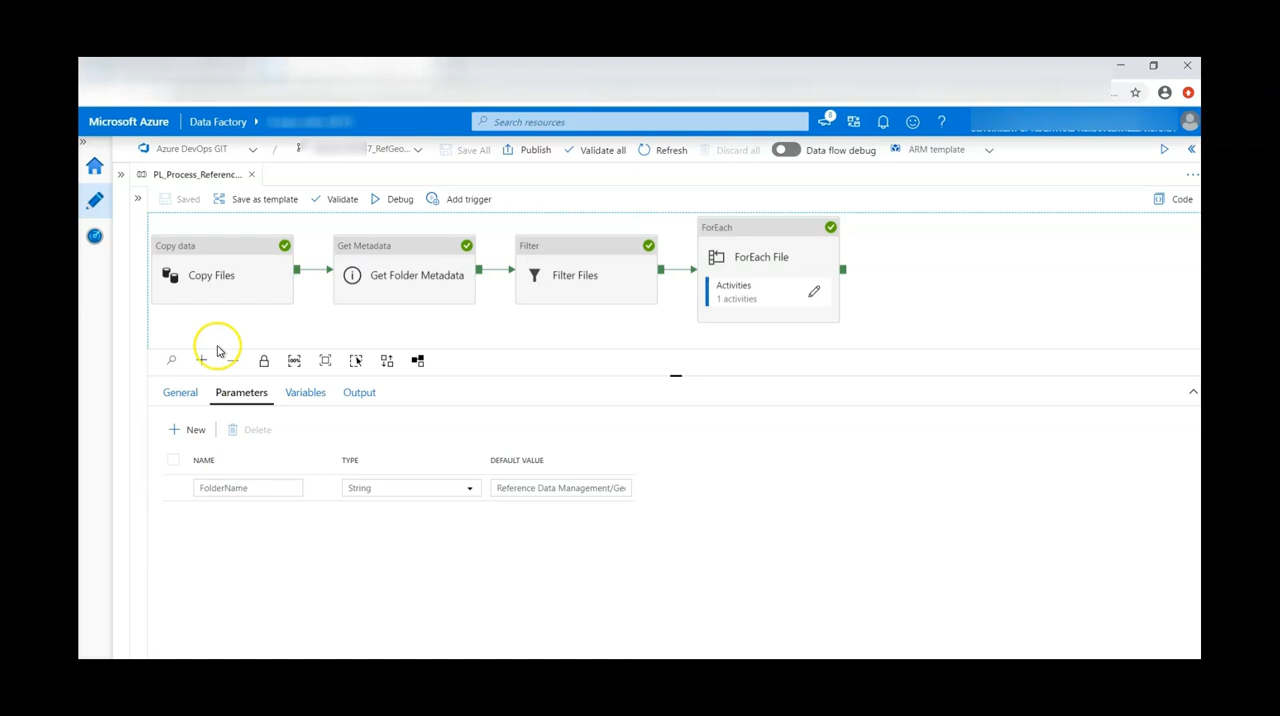 Microsoft Azure
Data Factory
Search resources
8
Azure DevOps GIT
/
7_RefGeo...
Save All
Publish
Validate all
Refresh
Discard all
Data flow debug
ARM template
PL_Process_Referenc...
Saved
Save as template
Validate
Debug
Add trigger
Code
Copy data
Copy Files
Get Metadata
Get Folder Metadata
Filter
Filter Files
ForEach
ForEach File
Activities
1 activities
100%
General
Parameters
Variables
Output
New
Delete
NAME
TYPE
DEFAULT VALUE
FolderName
String
Reference Data Management/Geo